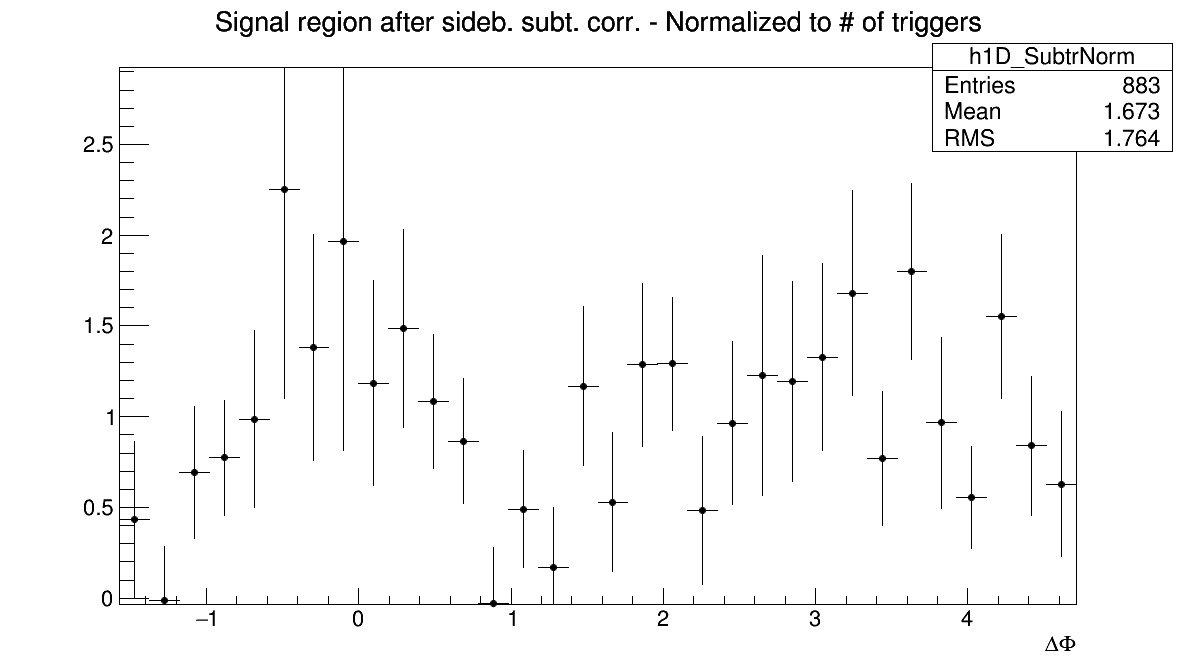 Signal region after sideb. subt. corr. - Normalized to # of triggers
h1D_SubtrNorm
Entries 883
Mean 1.673
RMS 1.764
2.5
2
1.5
1
0.5
0
−1 0 1 2 3 4
ΔΦ